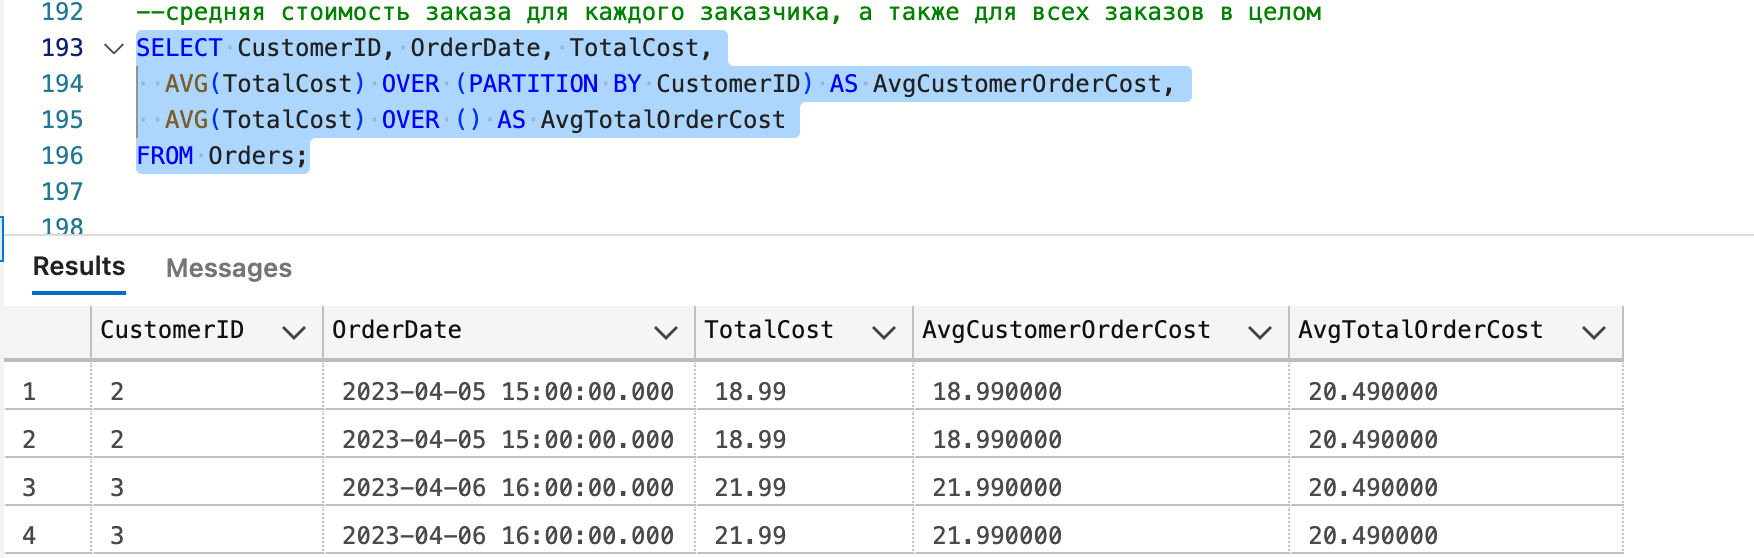 192 --средняя стоимость заказа для каждого заказчика, а также для всех заказов в целом
193 SELECT CustomerID, OrderDate, TotalCost,
194 AVG(TotalCost) OVER (PARTITION BY CustomerID) AS AvgCustomerOrderCost,
195 AVG(TotalCost) OVER () AS AvgTotalOrderCost
196 FROM Orders;
197
198
Results Messages
CustomerID OrderDate TotalCost AvgCustomerOrderCost AvgTotalOrderCost
1 2 2023-04-05 15:00:00.000 18.99 18.990000 20.490000
2 2 2023-04-05 15:00:00.000 18.99 18.990000 20.490000
3 3 2023-04-06 16:00:00.000 21.99 21.990000 20.490000
4 3 2023-04-06 16:00:00.000 21.99 21.990000 20.490000